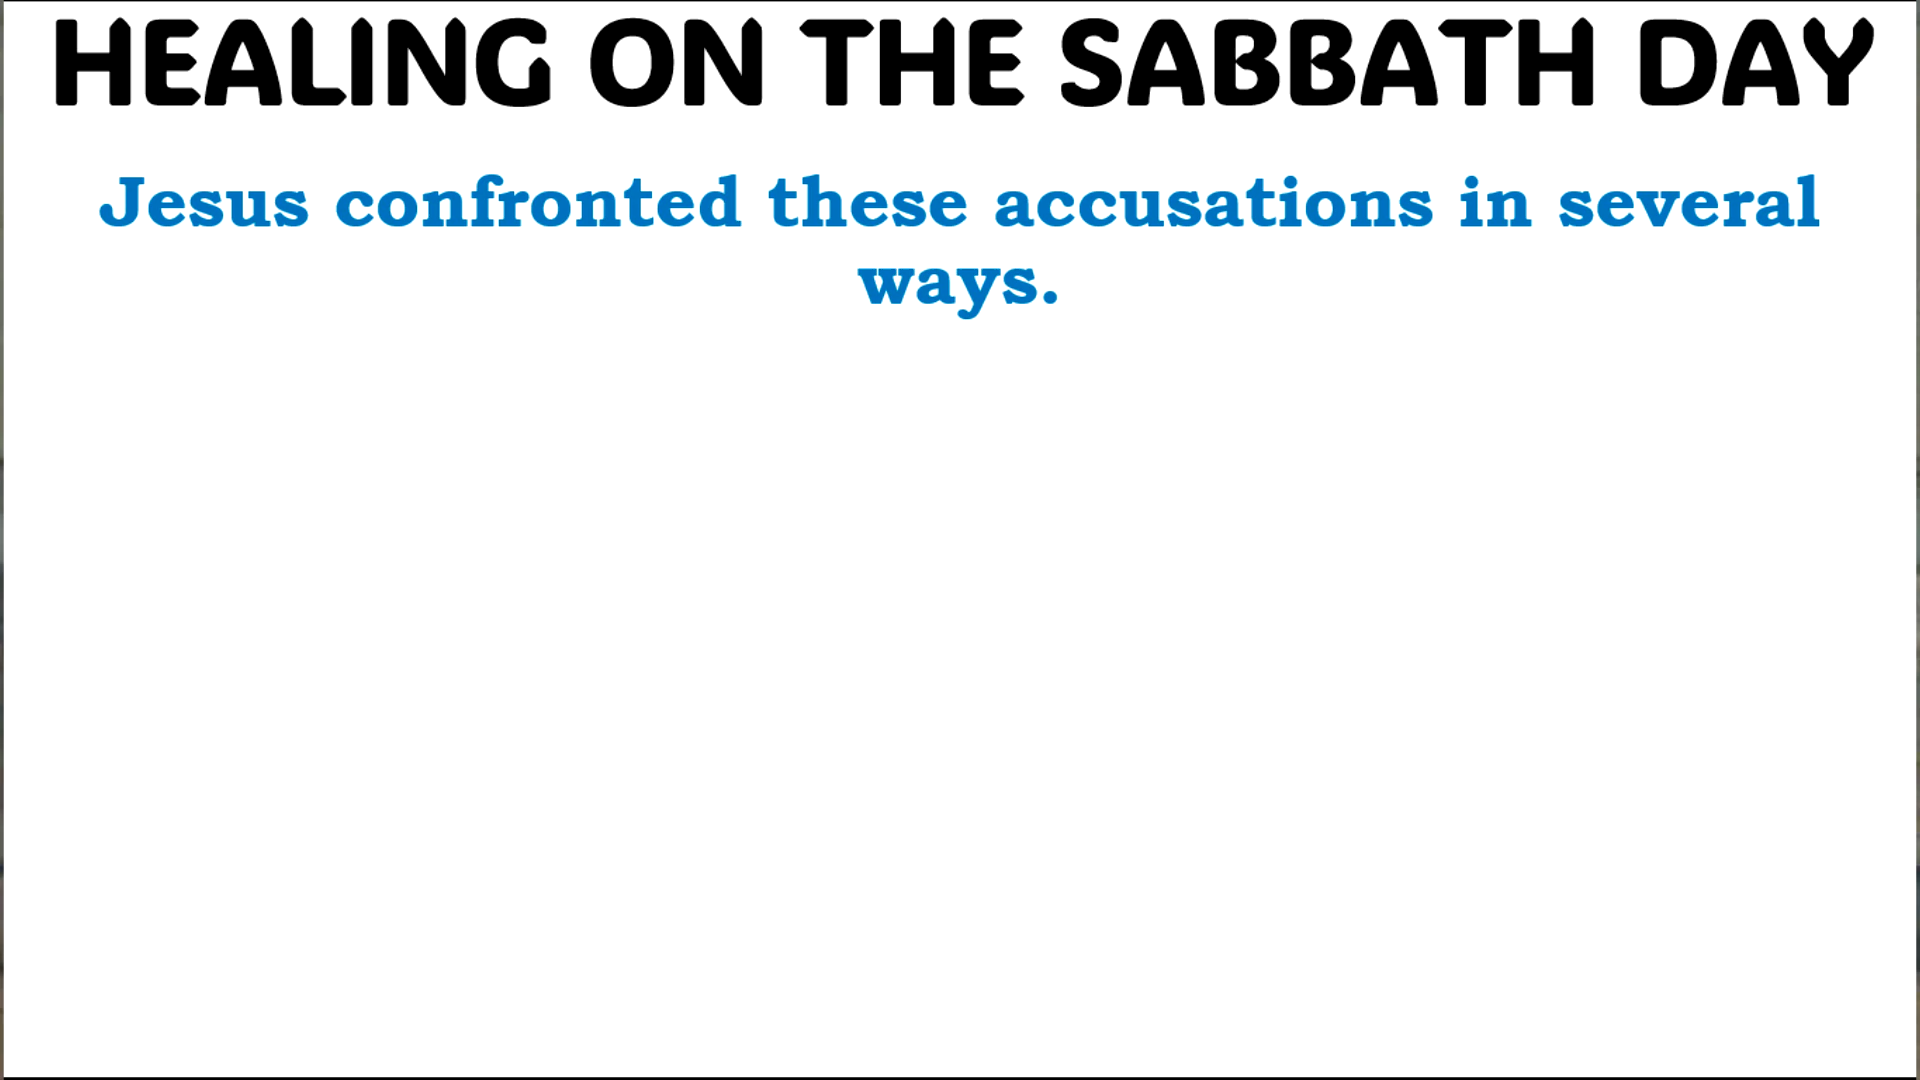 HEALING ON THE SABBATH DAY
Jesus confronted these accusations in several
ways.